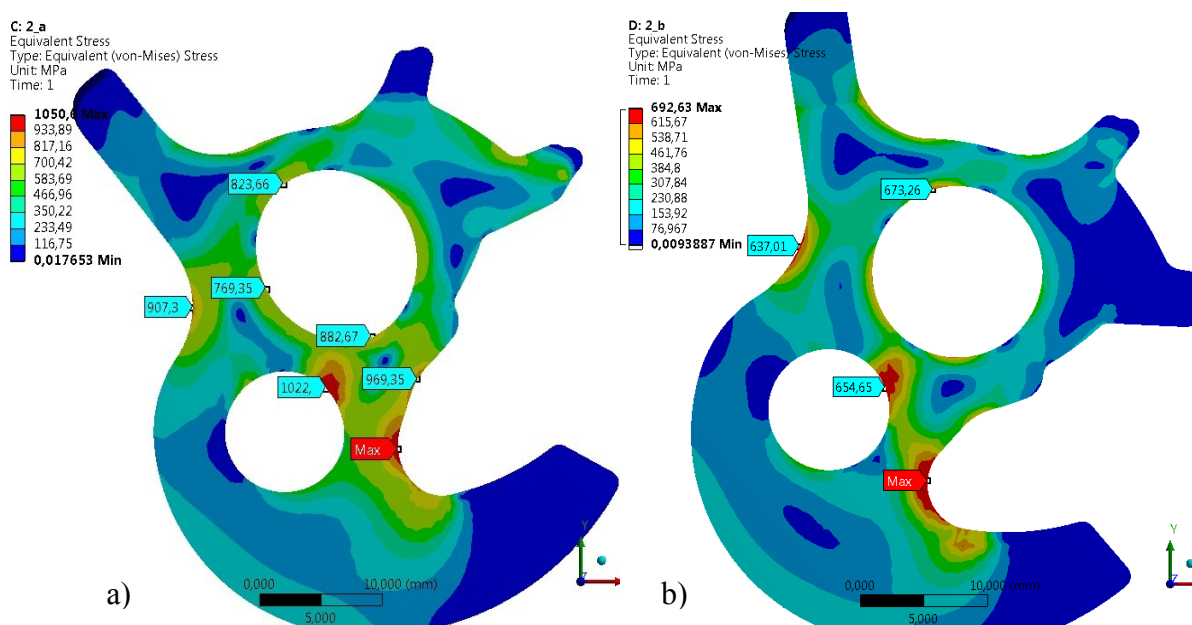 C: 2_a
Equivalent Stress
Type: Equivalent (von-Mises) Stress
Unit: MPa
Time: 1
1050,6 Max
933,89
817,16
700,42
583,69
466,96
350,22
233,49
116,75
0,017653 Min
823,66
769,35
907,3
882,67
969,35
1022,
Max
0,000
10,000 (mm)
5,000
a)
D: 2_b
Equivalent Stress
Type: Equivalent (von-Mises) Stress
Unit: MPa
Time: 1
692,63 Max
615,67
538,71
461,76
384,8
307,84
230,88
153,92
76,967
0,0093887 Min
673,26
637,01
654,65
Max
0,000
10,000 (mm)
5,000
b)
Y
Y